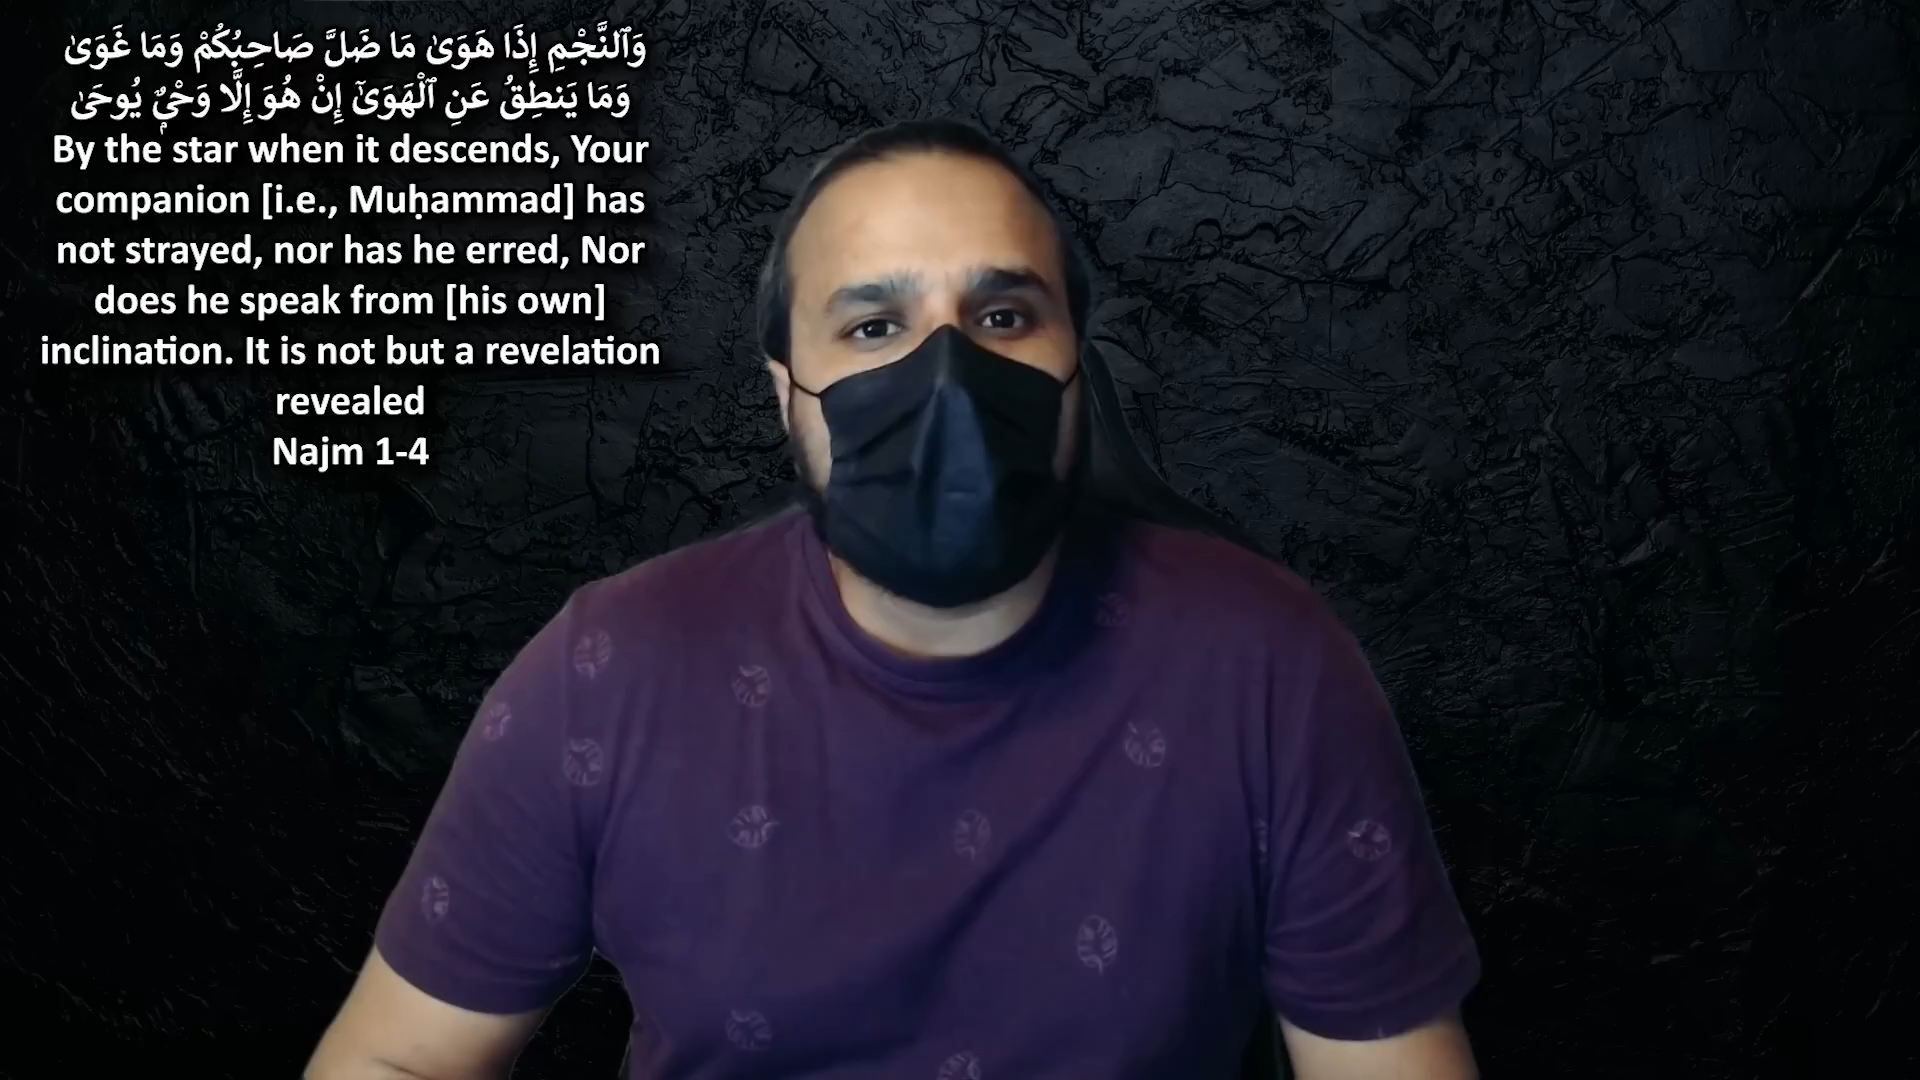 وَٱلنَّجْمِ إِذَا هَوَىٰ مَا ضَلَّ صَاحِبُكُمْ وَمَا غَوَىٰ
وَمَا يَنطِقُ عَنِ ٱلْهَوَىٰٓ إِنْ هُوَ إِلَّا وَحْىٌۭ يُوحَىٰ
By the star when it descends, Your
companion [i.e., Muḥammad] has
not strayed, nor has he erred, Nor
does he speak from [his own]
inclination. It is not but a revelation
revealed
Najm 1-4